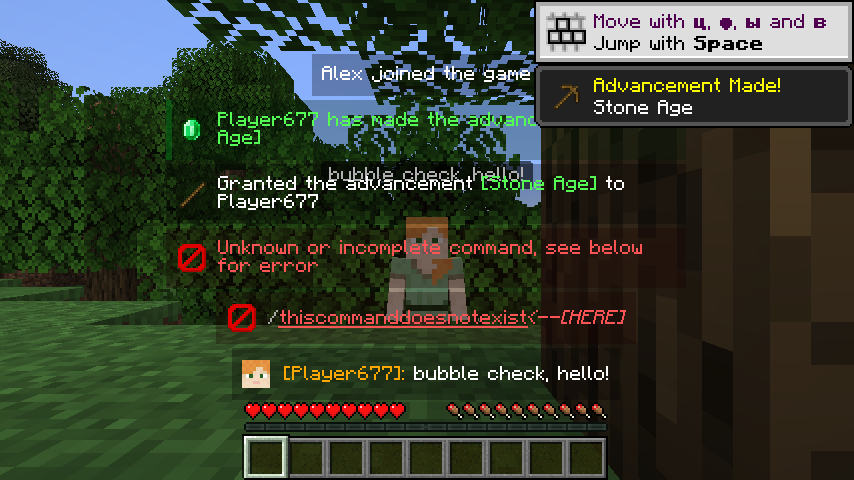 Move with ц, ф, ы and в
Jump with Space
Alex joined the game
Advancement Made!
Stone Age
Player677 has made the advanc
Age]
bubble check, hello!
Granted the advancement [Stone Age] to
Player677
Unknown or incomplete command, see below
for error
/thiscommanddoesnotexist<--[HERE]
[Player677]: bubble check, hello!